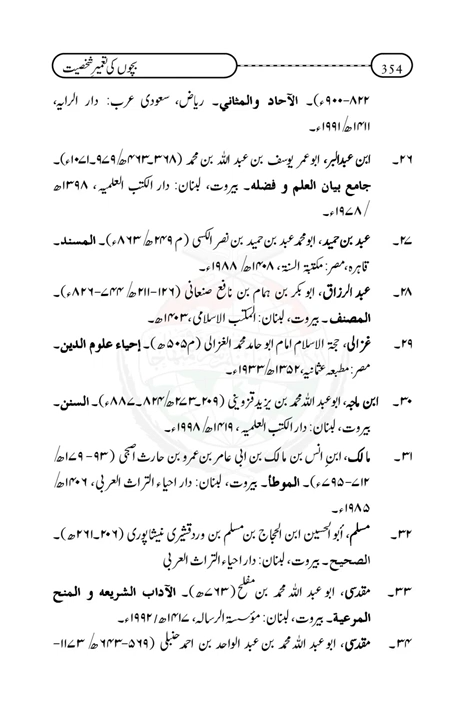 بچوں کی تعمیرِ شخصیت
354
۸۲۲-۹۰۰ء)۔ الآحاد والمثاني۔ ریاض، سعودی عرب: دار الرایہ،
۱۴۱۱ھ/۱۹۹۱ء۔
۲۶۔ ابن عبدالبر، ابو عمر یوسف بن عبد اللہ بن محمد (۳۶۸۔۴۶۳ھ/۹۷۹۔۱۰۷۱ء)۔
جامع بیان العلم و فضلہ۔ بیروت، لبنان: دار الکتب العلمیہ، ۱۳۹۸ھ
/ ۱۹۷۸ء۔
۲۷۔ عبد بن حمید، ابو محمد عبد بن حمید بن نصر الکسی (م ۲۴۹ھ/ ۸۶۳ء)۔ المسند۔
قاہرہ، مصر: مکتبۃ السنۃ، ۱۴۰۸ھ/ ۱۹۸۸ء۔
۲۸۔ عبد الرزاق، ابو بکر بن ہمام بن نافع صنعانی (۱۲۶-۲۱۱ھ/ ۷۴۴-۸۲۶ء)۔
المصنف۔ بیروت، لبنان: المکتب الاسلامی، ۱۴۰۳ھ۔
۲۹۔ غزالی، حجۃ الاسلام امام ابو حامد محمد الغزالی (م۵۰۵ھ)۔ إحیاء علوم الدین۔
مصر: مطبعہ عثمانیہ، ۱۳۵۲ھ/۱۹۳۳ء۔
۳۰۔ ابن ماجہ، ابو عبد اللہ محمد بن یزید قزوینی (۲۰۹۔۲۷۳ھ/۸۲۴۔۸۸۷ء)۔ السنن۔
بیروت، لبنان: دار الکتب العلمیہ، ۱۴۱۹ھ/ ۱۹۹۸ء۔
۳۱۔ مالک، ابن انس بن مالک بن ابی عامر بن عمرو بن حارث اصبحی (۹۳-۱۷۹ھ/
۷۱۲-۷۹۵ء)۔ الموطأ۔ بیروت، لبنان: دار احیاء التراث العربی، ۱۴۰۶ھ/
۱۹۸۵ء۔
۳۲۔ مسلم، أبو الحسین ابن الحجاج بن مسلم بن ورد قشیری نیشاپوری (۲۰۶۔۲۶۱ھ)۔
الصحیح۔ بیروت، لبنان: دار احیاء التراث العربی
۳۳۔ مقدسی، ابو عبد اللہ محمد بن مفلح (۷۶۳ھ)۔ الآداب الشریعہ و المنح
المرعیۃ۔ بیروت، لبنان: مؤسسۃ الرسالہ، ۱۴۱۷ھ/۱۹۹۶ء۔
۳۴۔ مقدسی، ابو عبد اللہ محمد بن عبد الواحد بن احمد حنبلی (۵۶۹-۶۴۳ھ/ ۱۱۷۳-